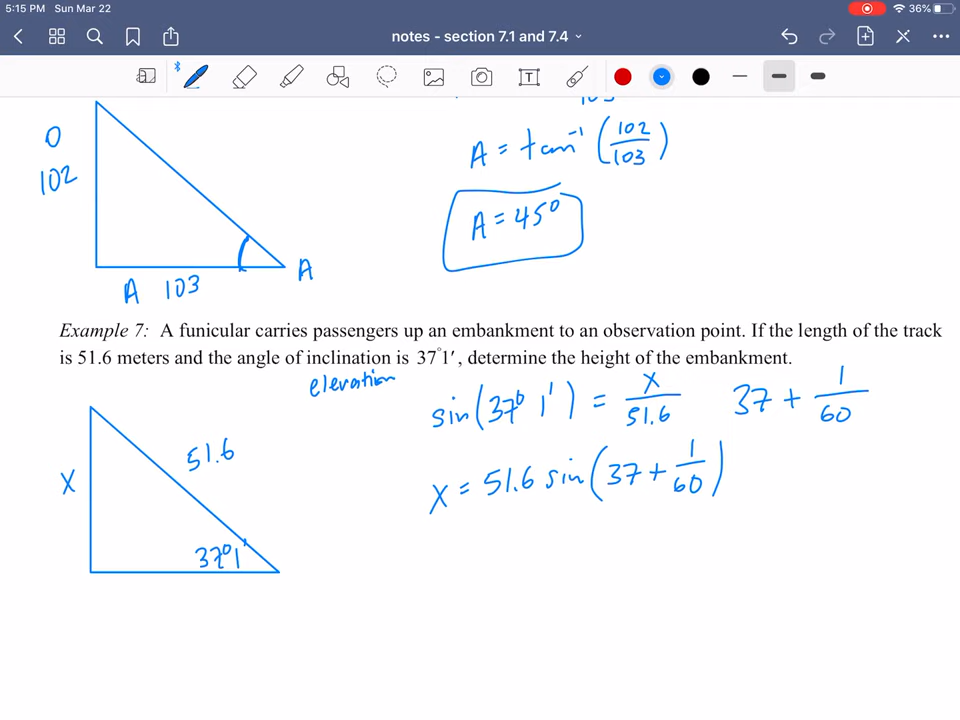 5:15 PM Sun Mar 22
36%
notes - section 7.1 and 7.4
T
103
O
102
A = tan⁻¹ (102/103)
A = 45°
A
A 103
Example 7: A funicular carries passengers up an embankment to an observation point. If the length of the track
is 51.6 meters and the angle of inclination is 37°1′, determine the height of the embankment.
elevation
sin(37° 1') = x/51.6
37 + 1/60
x = 51.6 sin(37 + 1/60)
51.6
X
37°1'